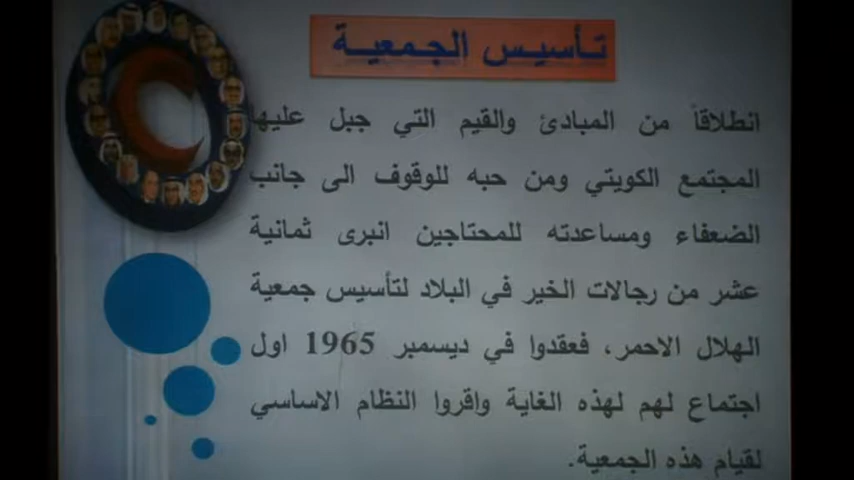 تأسيس الجمعية
انطلاقاً من المبادئ والقيم التي جبل عليها
المجتمع الكويتي ومن حبه للوقوف الى جانب
الضعفاء ومساعدته للمحتاجين انبرى ثمانية
عشر من رجالات الخير في البلاد لتأسيس جمعية
الهلال الاحمر، فعقدوا في ديسمبر 1965 اول
اجتماع لهم لهذه الغاية واقروا النظام الاساسي
لقيام هذه الجمعية.